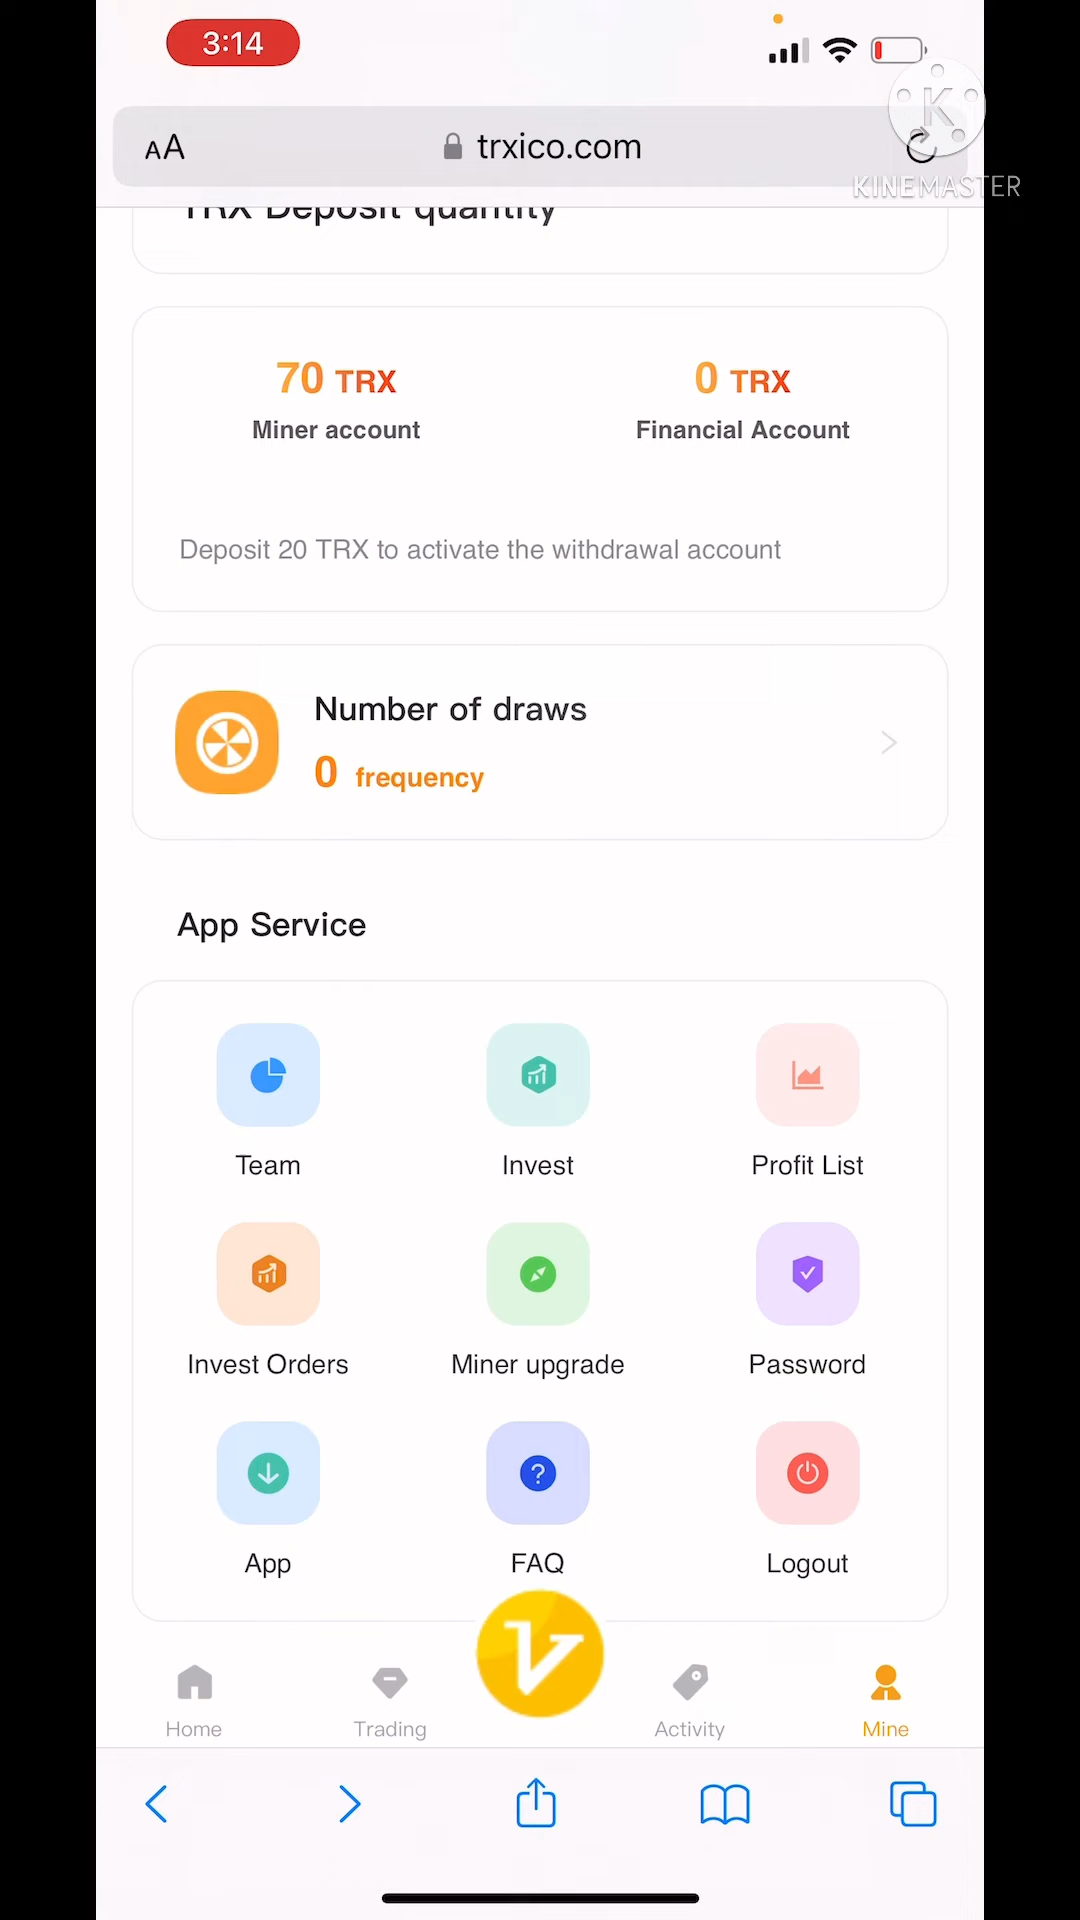 3:14
AA trxico.com
KINEMASTER
TRX Deposit quantity
70 TRX 0 TRX
Miner account Financial Account
Deposit 20 TRX to activate the withdrawal account
Number of draws
0 frequency
App Service
Team Invest Profit List
Invest Orders Miner upgrade Password
App FAQ Logout
Home Trading Activity Mine